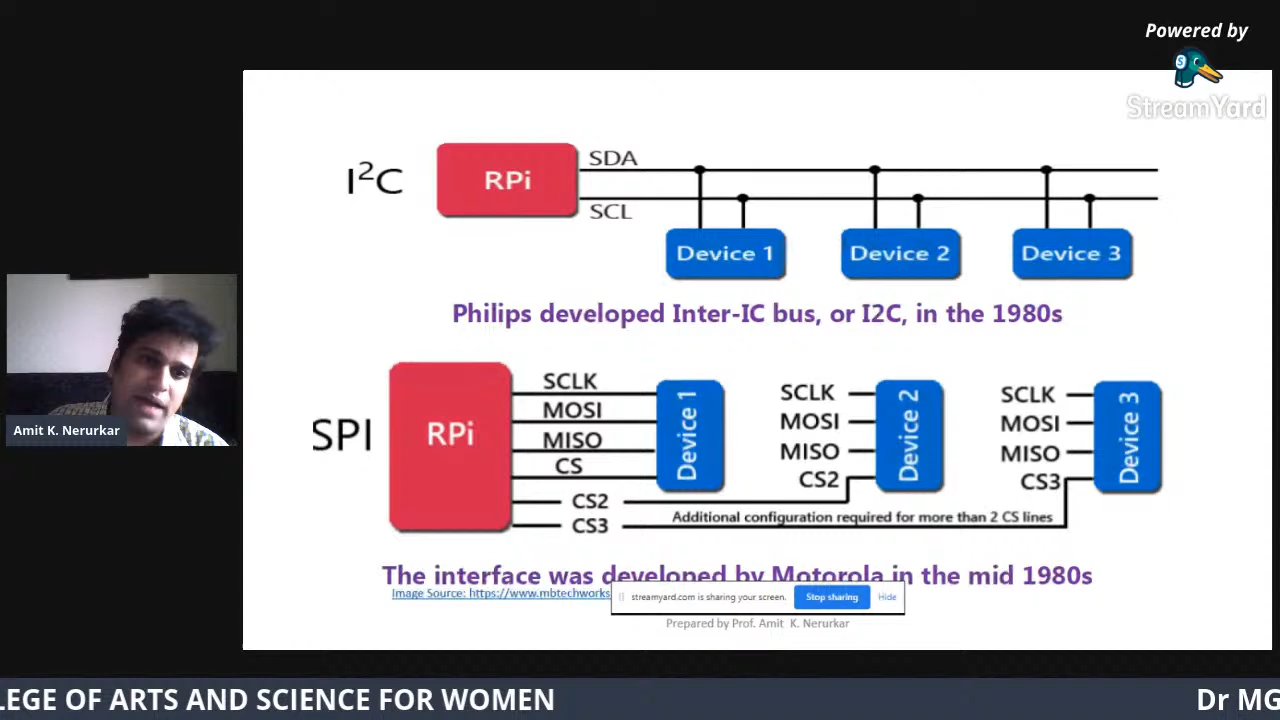 Powered by
StreamYard
I²C
RPi
SDA
SCL
Device 1
Device 2
Device 3
Philips developed Inter-IC bus, or I2C, in the 1980s
SPI
RPi
SCLK
MOSI
MISO
CS
CS2
CS3
Device 1
SCLK
MOSI
MISO
CS2
Device 2
SCLK
MOSI
MISO
CS3
Device 3
Additional configuration required for more than 2 CS lines
The interface was developed by Motorola in the mid 1980s
Image Source: https://www.mbtechworks
streamyard.com is sharing your screen.
Stop sharing
Hide
Prepared by Prof. Amit K. Nerurkar
Amit K. Nerurkar
LEGE OF ARTS AND SCIENCE FOR WOMEN
Dr MG